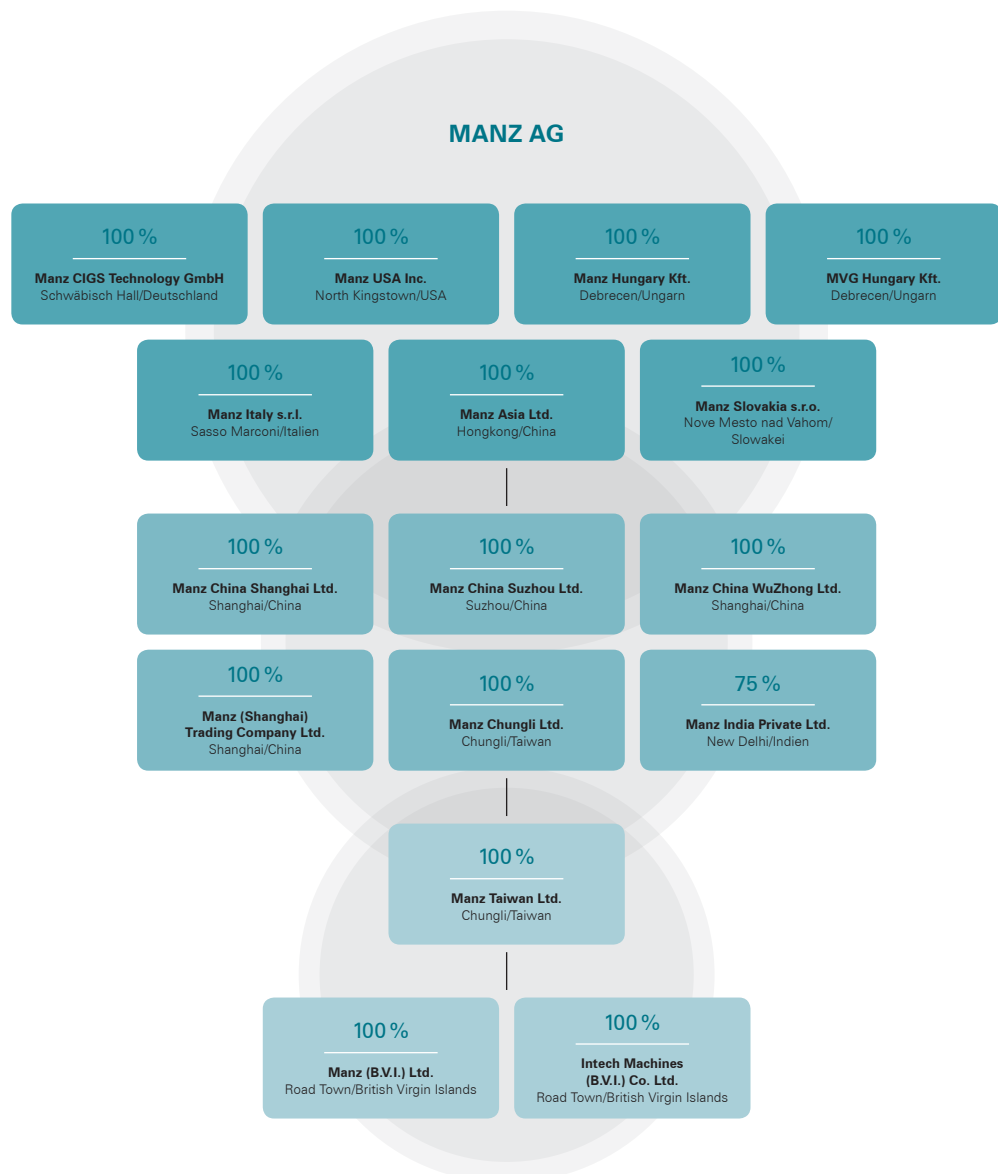 MANZ AG
100 %
Manz CIGS Technology GmbH
Schwäbisch Hall/Deutschland
100 %
Manz USA Inc.
North Kingstown/USA
100 %
Manz Hungary Kft.
Debrecen/Ungarn
100 %
MVG Hungary Kft.
Debrecen/Ungarn
100 %
Manz Italy s.r.l.
Sasso Marconi/Italien
100 %
Manz Asia Ltd.
Hongkong/China
100 %
Manz Slovakia s.r.o.
Nove Mesto nad Vahom/
Slowakei
100 %
Manz China Shanghai Ltd.
Shanghai/China
100 %
Manz China Suzhou Ltd.
Suzhou/China
100 %
Manz China WuZhong Ltd.
Shanghai/China
100 %
Manz (Shanghai)
Trading Company Ltd.
Shanghai/China
100 %
Manz Chungli Ltd.
Chungli/Taiwan
75 %
Manz India Private Ltd.
New Delhi/Indien
100 %
Manz Taiwan Ltd.
Chungli/Taiwan
100 %
Manz (B.V.I.) Ltd.
Road Town/British Virgin Islands
100 %
Intech Machines
(B.V.I.) Co. Ltd.
Road Town/British Virgin Islands